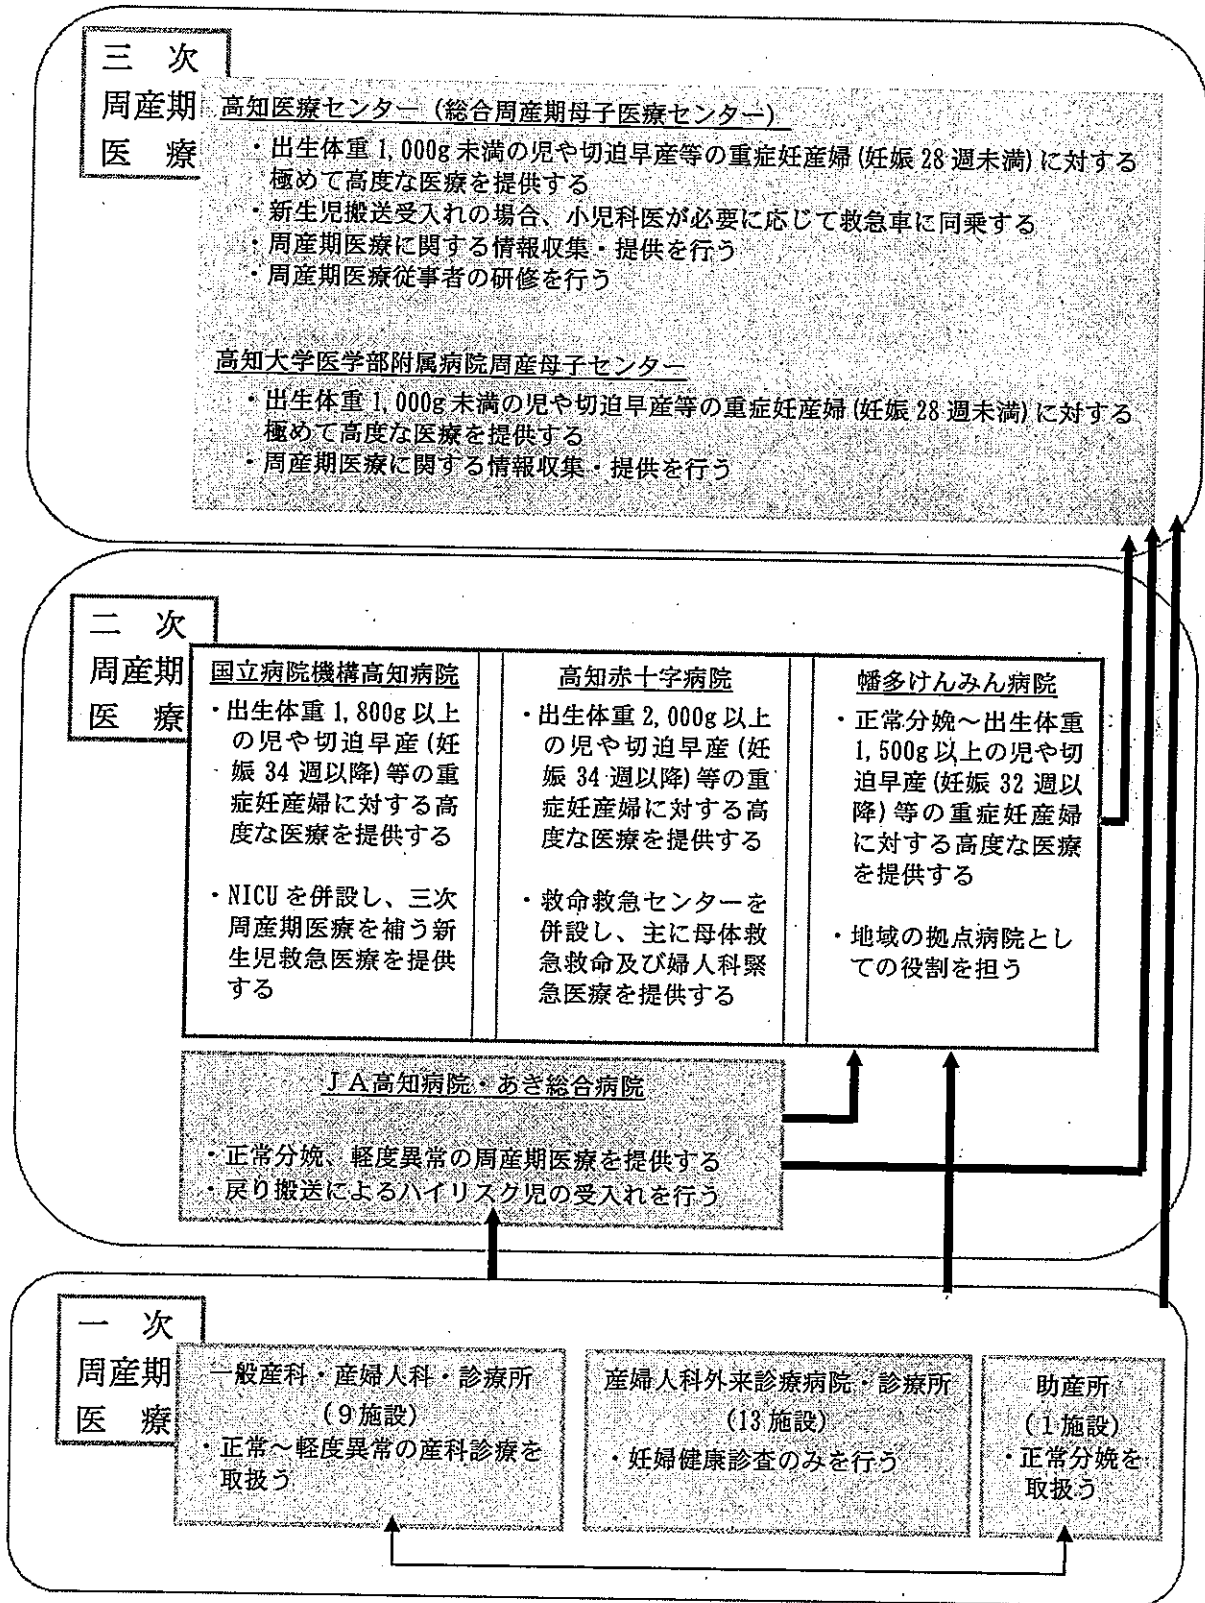 三 次
周産期
医 療
高知医療センター（総合周産期母子医療センター）
・出生体重1,000g未満の児や切迫早産等の重症妊産婦(妊娠28週未満)に対する
極めて高度な医療を提供する
・新生児搬送受入れの場合、小児科医が必要に応じて救急車に同乗する
・周産期医療に関する情報収集・提供を行う
・周産期医療従事者の研修を行う
高知大学医学部附属病院周産母子センター
・出生体重1,000g未満の児や切迫早産等の重症妊産婦(妊娠28週未満)に対する
極めて高度な医療を提供する
・周産期医療に関する情報収集・提供を行う
二 次
周産期
医 療
国立病院機構高知病院
・出生体重1,800g以上
の児や切迫早産(妊
娠34週以降)等の重
症妊産婦に対する高
度な医療を提供する
・NICUを併設し、三次
周産期医療を補う新
生児救急医療を提供
する
高知赤十字病院
・出生体重2,000g以上
の児や切迫早産(妊
娠34週以降)等の重
症妊産婦に対する高
度な医療を提供する
・救命救急センターを
併設し、主に母体救
急救命及び婦人科緊
急医療を提供する
幡多けんみん病院
・正常分娩～出生体重
1,500g以上の児や切
迫早産(妊娠32週以
降)等の重症妊産婦
に対する高度な医療
を提供する
・地域の拠点病院とし
ての役割を担う
ＪＡ高知病院・あき総合病院
・正常分娩、軽度異常の周産期医療を提供する
・戻り搬送によるハイリスク児の受入れを行う
一 次
周産期
医 療
一般産科・産婦人科・診療所
(9施設)
・正常～軽度異常の産科診療を
取扱う
産婦人科外来診療病院・診療所
(13施設)
・妊婦健康診査のみを行う
助産所
(1施設)
・正常分娩を
取扱う